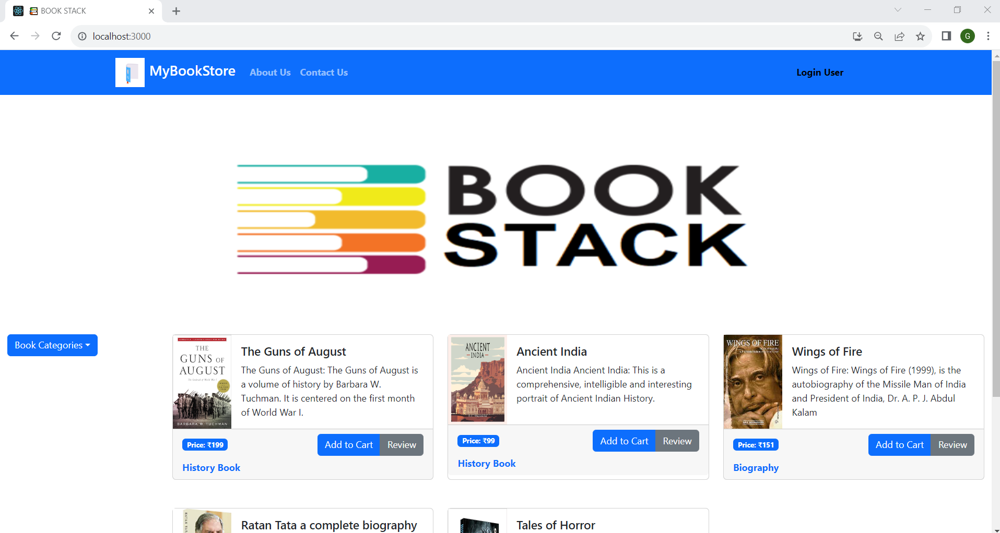 BOOK STACK
localhost:3000
G
MyBookStore
About Us
Contact Us
Login User
BOOK
STACK
Book Categories
THE
GUNS OF
AUGUST
BARBARA W. TUCHMAN
The Guns of August
The Guns of August: The Guns of August is
a volume of history by Barbara W.
Tuchman. It is centered on the first month
of World War I.
Price: ₹199
Add to Cart
Review
History Book
ANCIENT
INDIA
Ancient India
Ancient India Ancient India: This is a
comprehensive, intelligible and interesting
portrait of Ancient Indian History.
Price: ₹99
Add to Cart
Review
History Book
WINGS OF FIRE
Wings of Fire
Wings of Fire: Wings of Fire (1999), is the
autobiography of the Missile Man of India
and President of India, Dr. A. P. J. Abdul
Kalam
Price: ₹151
Add to Cart
Review
Biography
Ratan Tata a complete biography
Tales of Horror